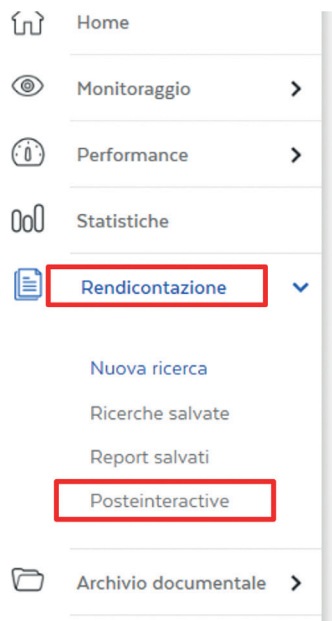 Home
Monitoraggio
Performance
Statistiche
Rendicontazione
Nuova ricerca
Ricerche salvate
Report salvati
Posteinteractive
Archivio documentale